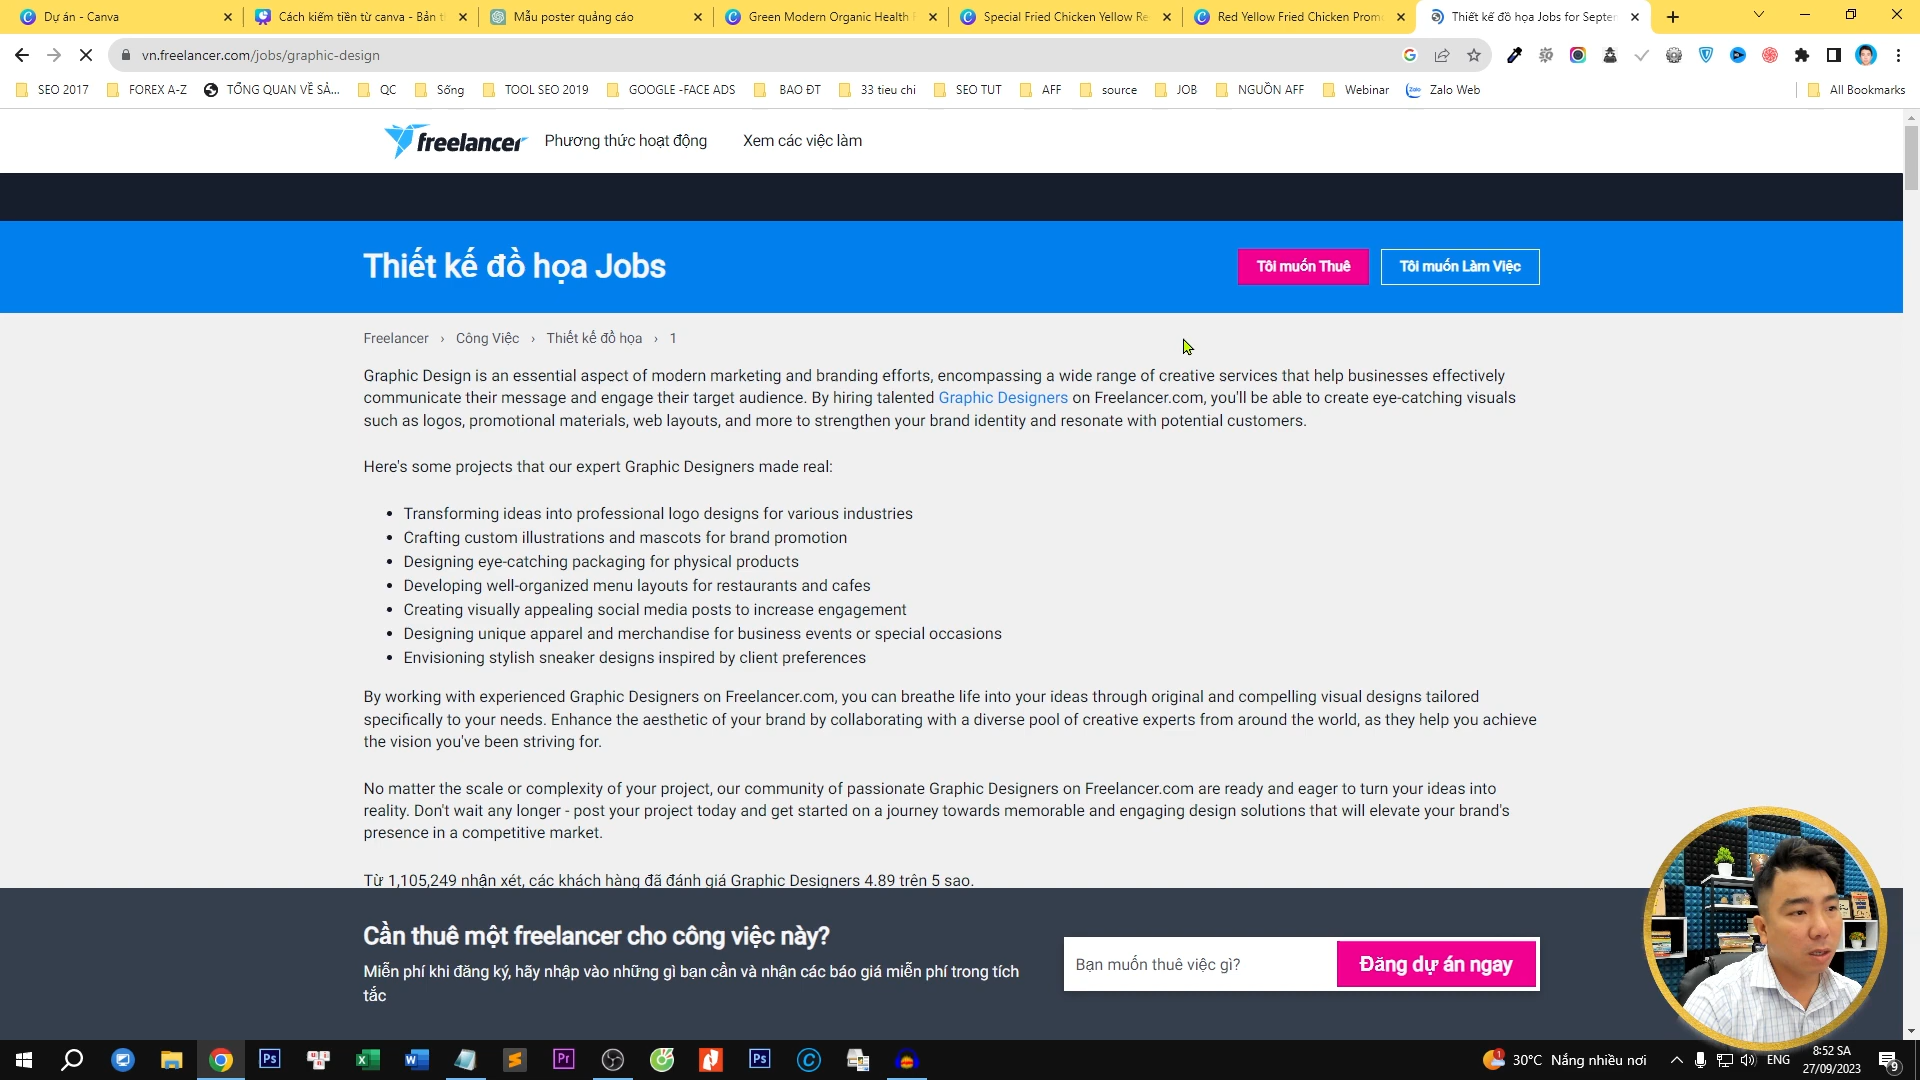 Dự án - Canva
Cách kiếm tiền từ canva - Bản t
Mẫu poster quảng cáo
Green Modern Organic Health
Special Fried Chicken Yellow Re
Red Yellow Fried Chicken Prom
Thiết kế đồ họa Jobs for Septem
vn.freelancer.com/jobs/graphic-design
SEO 2017
FOREX A-Z
TỔNG QUAN VỀ SẢ...
QC
Sống
TOOL SEO 2019
GOOGLE -FACE ADS
BAO ĐT
33 tieu chi
SEO TUT
AFF
source
JOB
NGUỒN AFF
Webinar
Zalo Web
All Bookmarks
freelancer
Phương thức hoạt động
Xem các việc làm
Thiết kế đồ họa Jobs
Tôi muốn Thuê
Tôi muốn Làm Việc
Freelancer › Công Việc › Thiết kế đồ họa › 1
Graphic Design is an essential aspect of modern marketing and branding efforts, encompassing a wide range of creative services that help businesses effectively
communicate their message and engage their target audience. By hiring talented Graphic Designers on Freelancer.com, you'll be able to create eye-catching visuals
such as logos, promotional materials, web layouts, and more to strengthen your brand identity and resonate with potential customers.
Here's some projects that our expert Graphic Designers made real:
• Transforming ideas into professional logo designs for various industries
• Crafting custom illustrations and mascots for brand promotion
• Designing eye-catching packaging for physical products
• Developing well-organized menu layouts for restaurants and cafes
• Creating visually appealing social media posts to increase engagement
• Designing unique apparel and merchandise for business events or special occasions
• Envisioning stylish sneaker designs inspired by client preferences
By working with experienced Graphic Designers on Freelancer.com, you can breathe life into your ideas through original and compelling visual designs tailored
specifically to your needs. Enhance the aesthetic of your brand by collaborating with a diverse pool of creative experts from around the world, as they help you achieve
the vision you've been striving for.
No matter the scale or complexity of your project, our community of passionate Graphic Designers on Freelancer.com are ready and eager to turn your ideas into
reality. Don't wait any longer - post your project today and get started on a journey towards memorable and engaging design solutions that will elevate your brand's
presence in a competitive market.
Từ 1,105,249 nhận xét, các khách hàng đã đánh giá Graphic Designers 4.89 trên 5 sao.
Cần thuê một freelancer cho công việc này?
Miễn phí khi đăng ký, hãy nhập vào những gì bạn cần và nhận các báo giá miễn phí trong tích
tắc
Bạn muốn thuê việc gì?
Đăng dự án ngay
30°C Nắng nhiều nơi
ENG
8:52 SA
27/09/2023
9